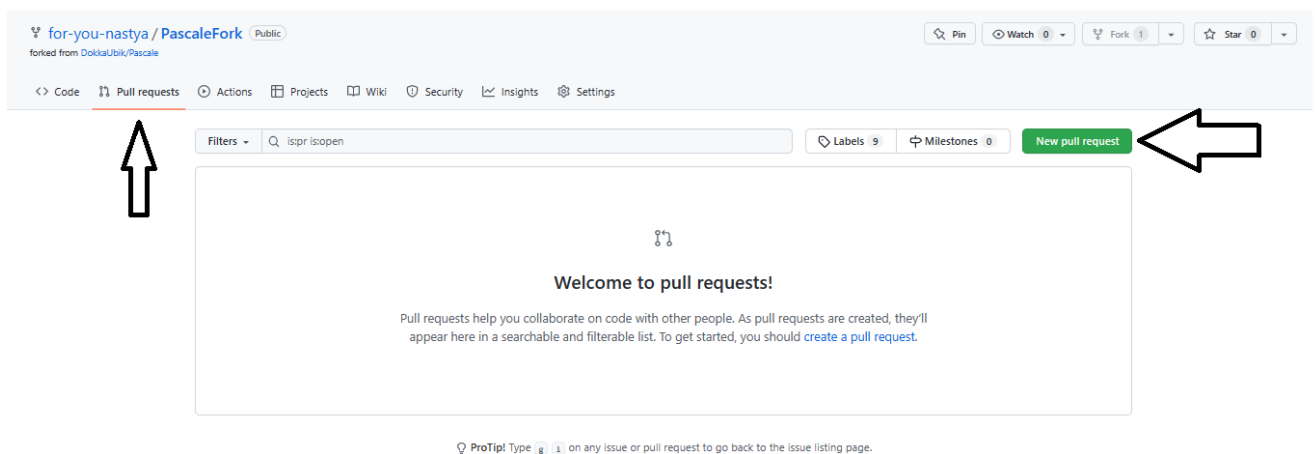 for-you-nastya / PascaleFork Public
Pin Watch 0 Fork 1 Star 0
forked from DokkaUbik/Pascale
<> Code Pull requests Actions Projects Wiki Security Insights Settings
Filters is:pr is:open Labels 9 Milestones 0 New pull request
Welcome to pull requests!
Pull requests help you collaborate on code with other people. As pull requests are created, they'll
appear here in a searchable and filterable list. To get started, you should create a pull request.
ProTip! Type g i on any issue or pull request to go back to the issue listing page.